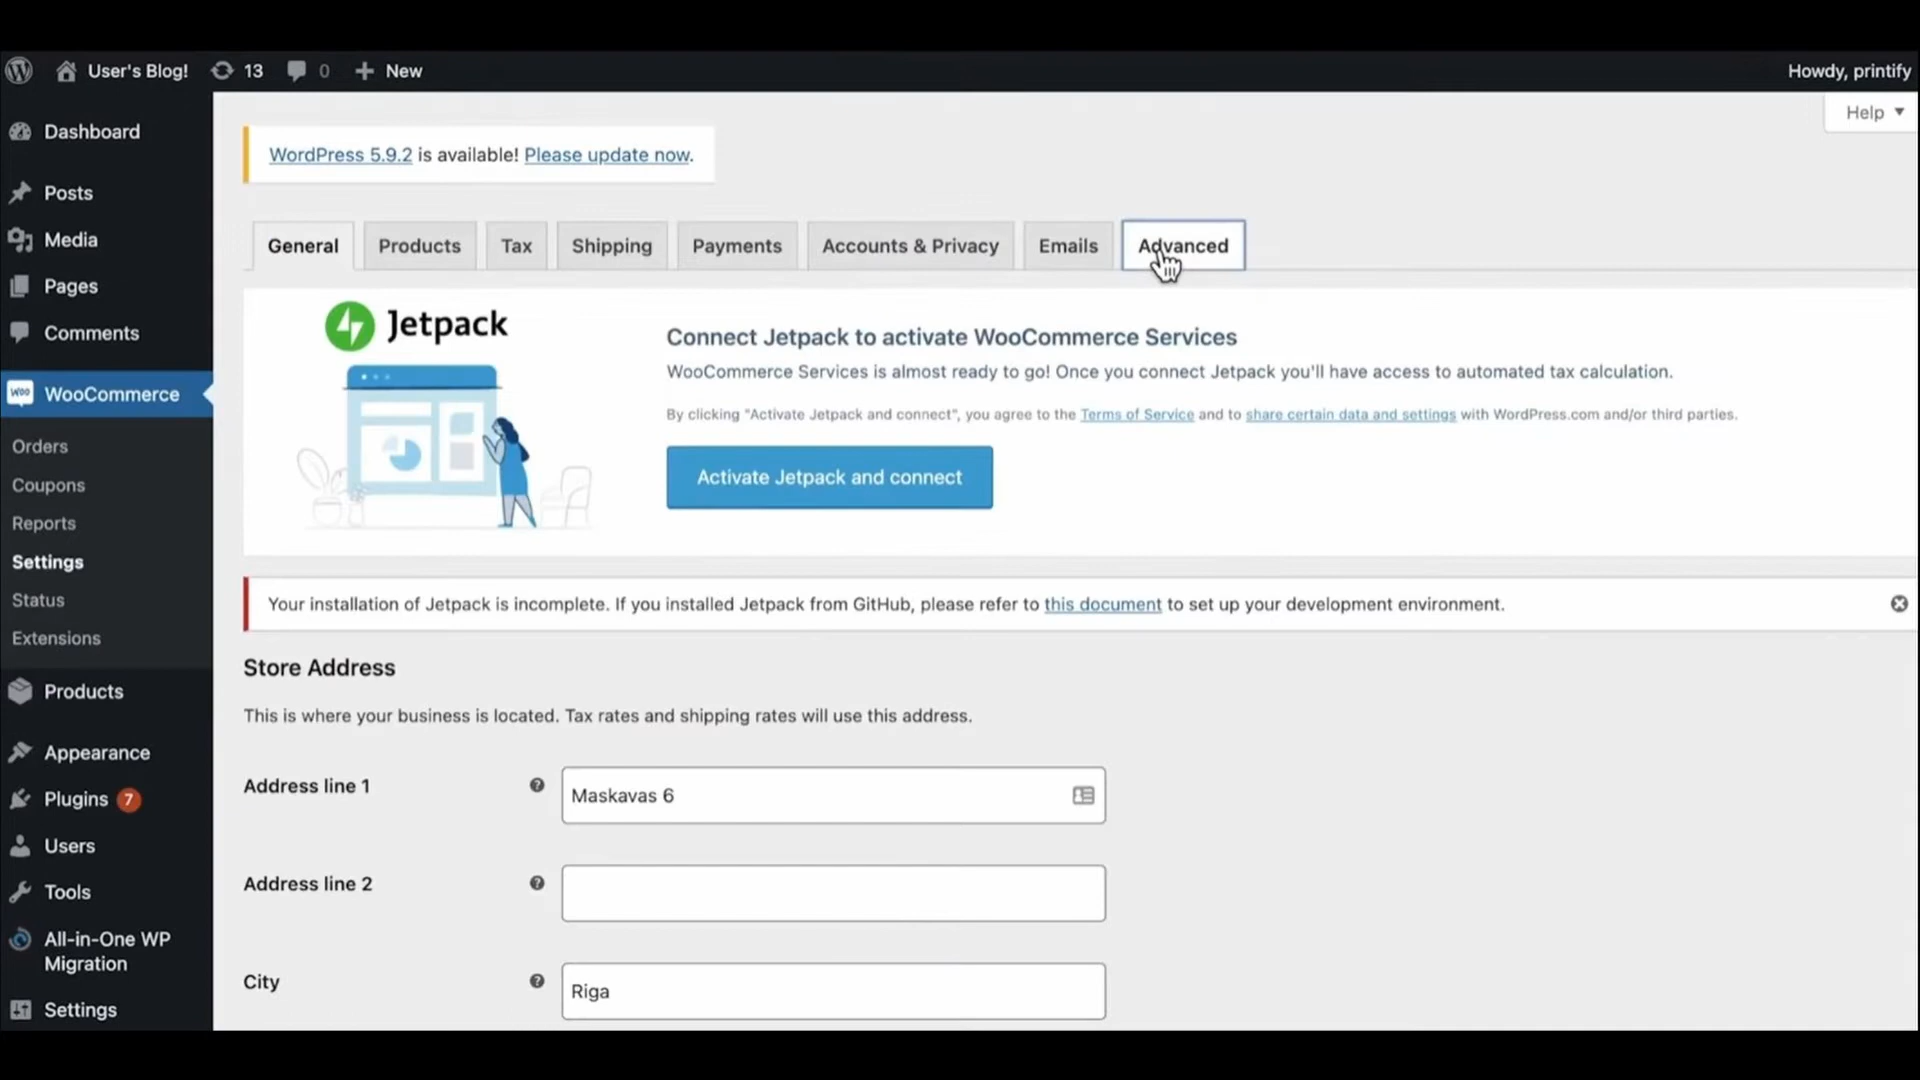 User's Blog! 13 0 New
Howdy, printify
Help
Dashboard
Posts
Media
Pages
Comments
WooCommerce
Orders
Coupons
Reports
Settings
Status
Extensions
Products
Appearance
Plugins 7
Users
Tools
All-in-One WP
Migration
Settings
WordPress 5.9.2 is available! Please update now.
General Products Tax Shipping Payments Accounts & Privacy Emails Advanced
Jetpack
Connect Jetpack to activate WooCommerce Services
WooCommerce Services is almost ready to go! Once you connect Jetpack you'll have access to automated tax calculation.
By clicking "Activate Jetpack and connect", you agree to the Terms of Service and to share certain data and settings with WordPress.com and/or third parties.
Activate Jetpack and connect
Your installation of Jetpack is incomplete. If you installed Jetpack from GitHub, please refer to this document to set up your development environment.
Store Address
This is where your business is located. Tax rates and shipping rates will use this address.
Address line 1 Maskavas 6
Address line 2
City Riga